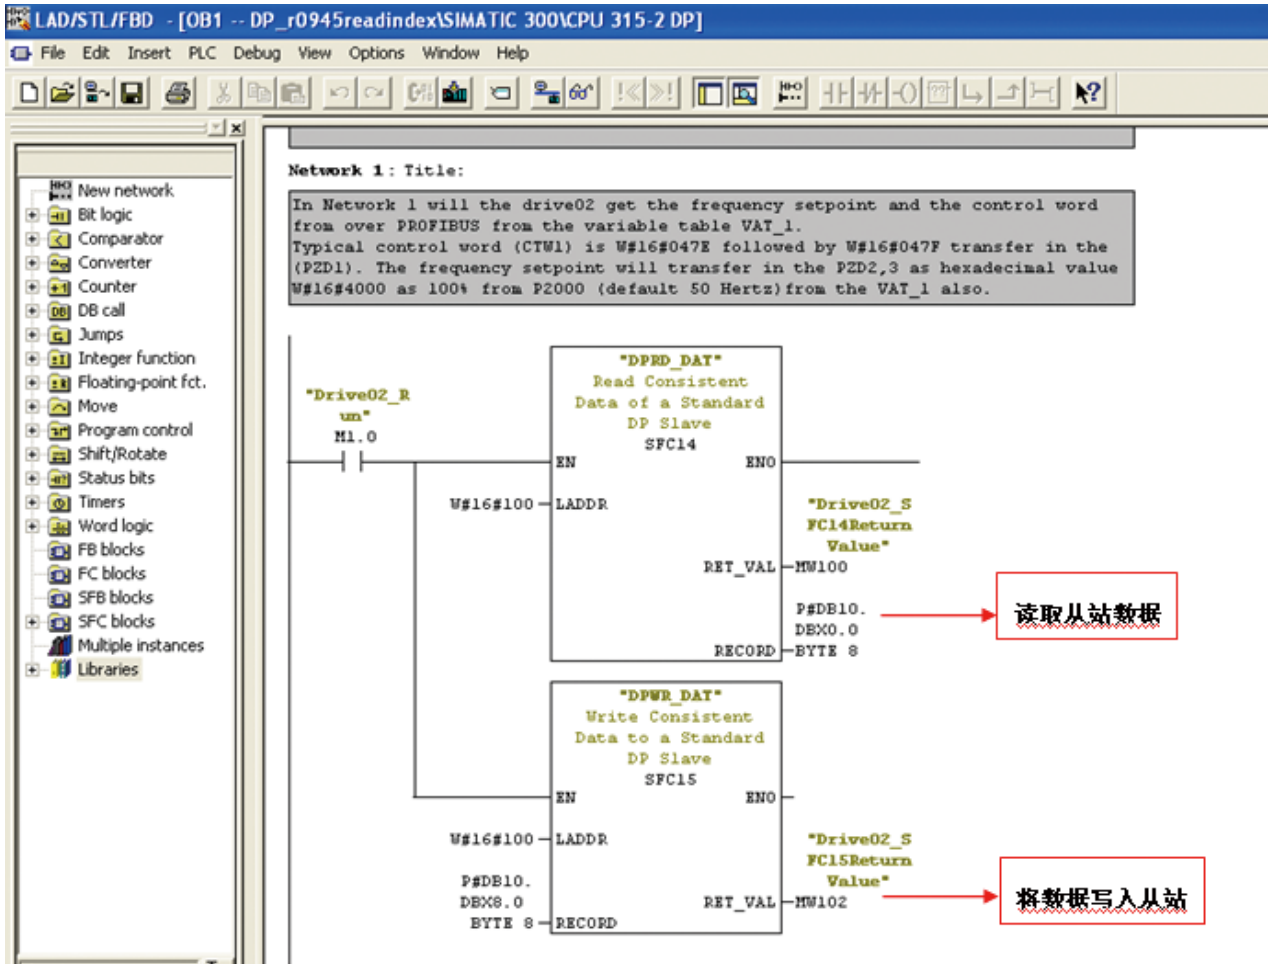 LAD/STL/FBD - [OB1 -- DP_r0945readindex\SIMATIC 300\CPU 315-2 DP]
File Edit Insert PLC Debug View Options Window Help
New network
Bit logic
Comparator
Converter
Counter
DB call
Jumps
Integer function
Floating-point fct.
Move
Program control
Shift/Rotate
Status bits
Timers
Word logic
FB blocks
FC blocks
SFB blocks
SFC blocks
Multiple instances
Libraries
Network 1 : Title:
In Network 1 will the drive02 get the frequency setpoint and the control word
from over PROFIBUS from the variable table VAT_1.
Typical control word (CTW1) is W#16#047E followed by W#16#047F transfer in the
(PZD1). The frequency setpoint will transfer in the PZD2,3 as hexadecimal value
W#16#4000 as 100% from P2000 (default 50 Hertz)from the VAT_1 also.
"Drive02_R
un"
M1.0
"DPRD_DAT"
Read Consistent
Data of a Standard
DP Slave
SFC14
EN ENO
W#16#100 LADDR
"Drive02_S
FC14Return
Value"
RET_VAL MW100
P#DB10.
DBX0.0
RECORD BYTE 8
读取从站数据
"DPWR_DAT"
Write Consistent
Data to a Standard
DP Slave
SFC15
EN ENO
W#16#100 LADDR
"Drive02_S
FC15Return
Value"
RET_VAL MW102
P#DB10.
DBX8.0
BYTE 8 RECORD
将数据写入从站